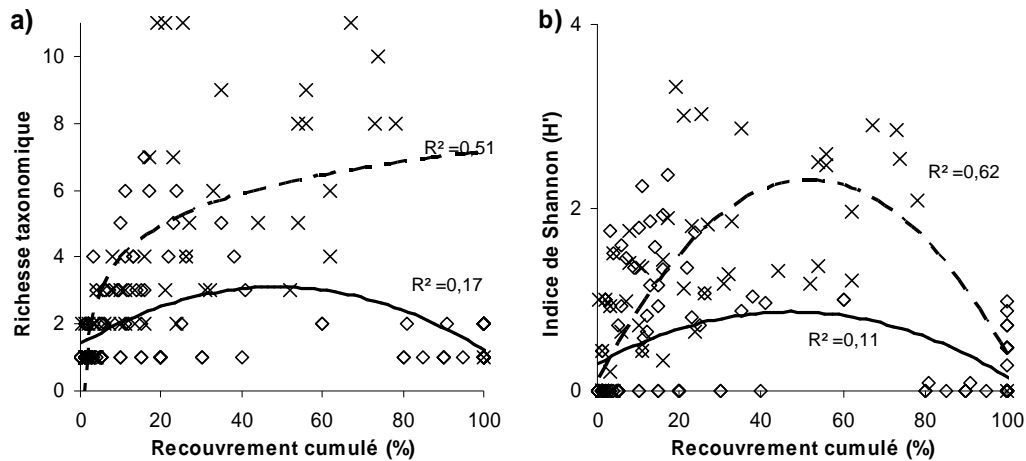 a)
Richesse taxonomique
10
8
6
4
2
0
R² =0,51
R² =0,17
0 20 40 60 80 100
Recouvrement cumulé (%)
b)
Indice de Shannon (H')
4
2
0
R² =0,62
R² =0,11
0 20 40 60 80 100
Recouvrement cumulé (%)